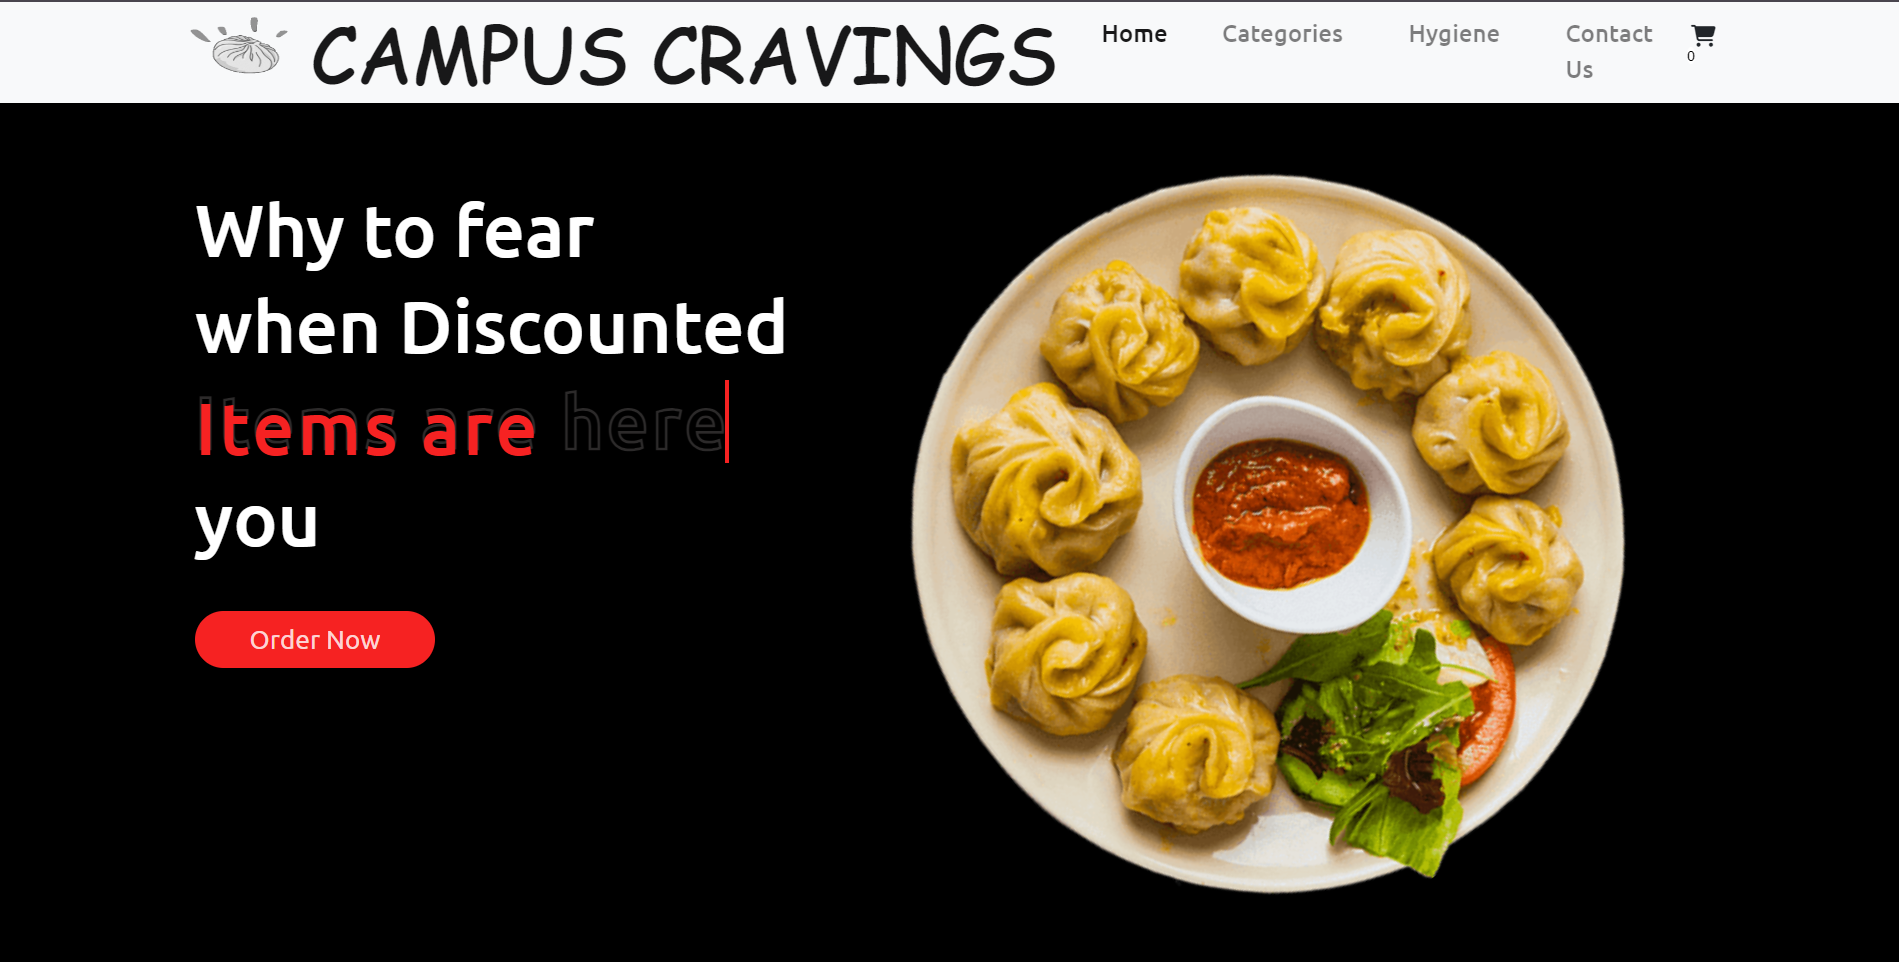 CAMPUS CRAVINGS
Home
Categories
Hygiene
Contact
Us
0
Why to fear
when Discounted
Items are here
you
Order Now